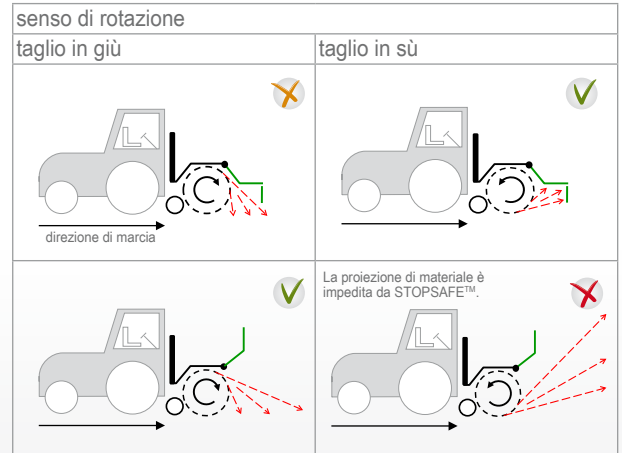 senso di rotazione
taglio in giù
taglio in sù
direzione di marcia
La proiezione di materiale è
impedita da STOPSAFE™.